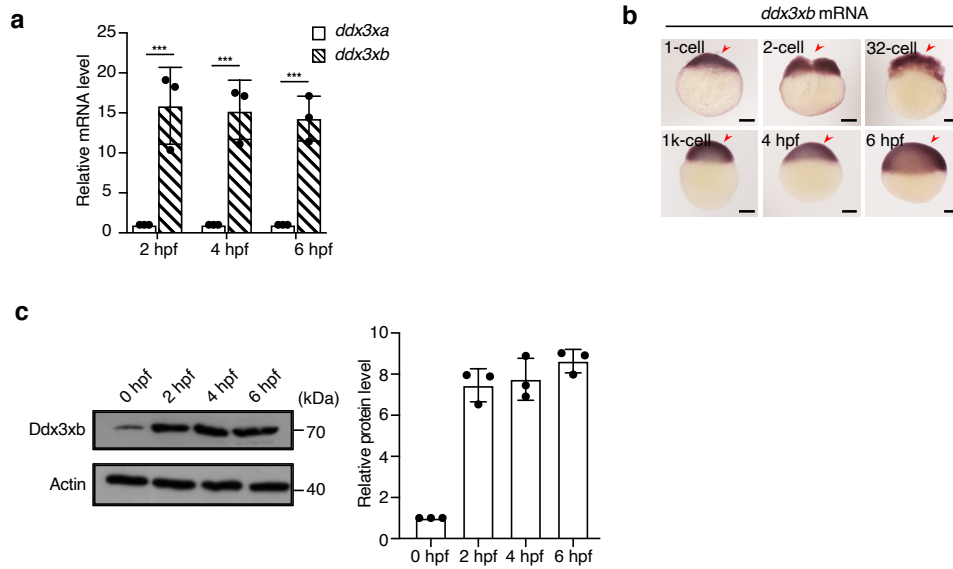 a
Relative mRNA level
25
20
15
10
5
0
***
***
***
ddx3xa
ddx3xb
2 hpf 4 hpf 6 hpf
b
ddx3xb mRNA
1-cell 2-cell 32-cell
1k-cell 4 hpf 6 hpf
c
0 hpf 2 hpf 4 hpf 6 hpf (kDa)
Ddx3xb 70
Actin 40
Relative protein level
10
8
6
4
2
0
0 hpf 2 hpf 4 hpf 6 hpf